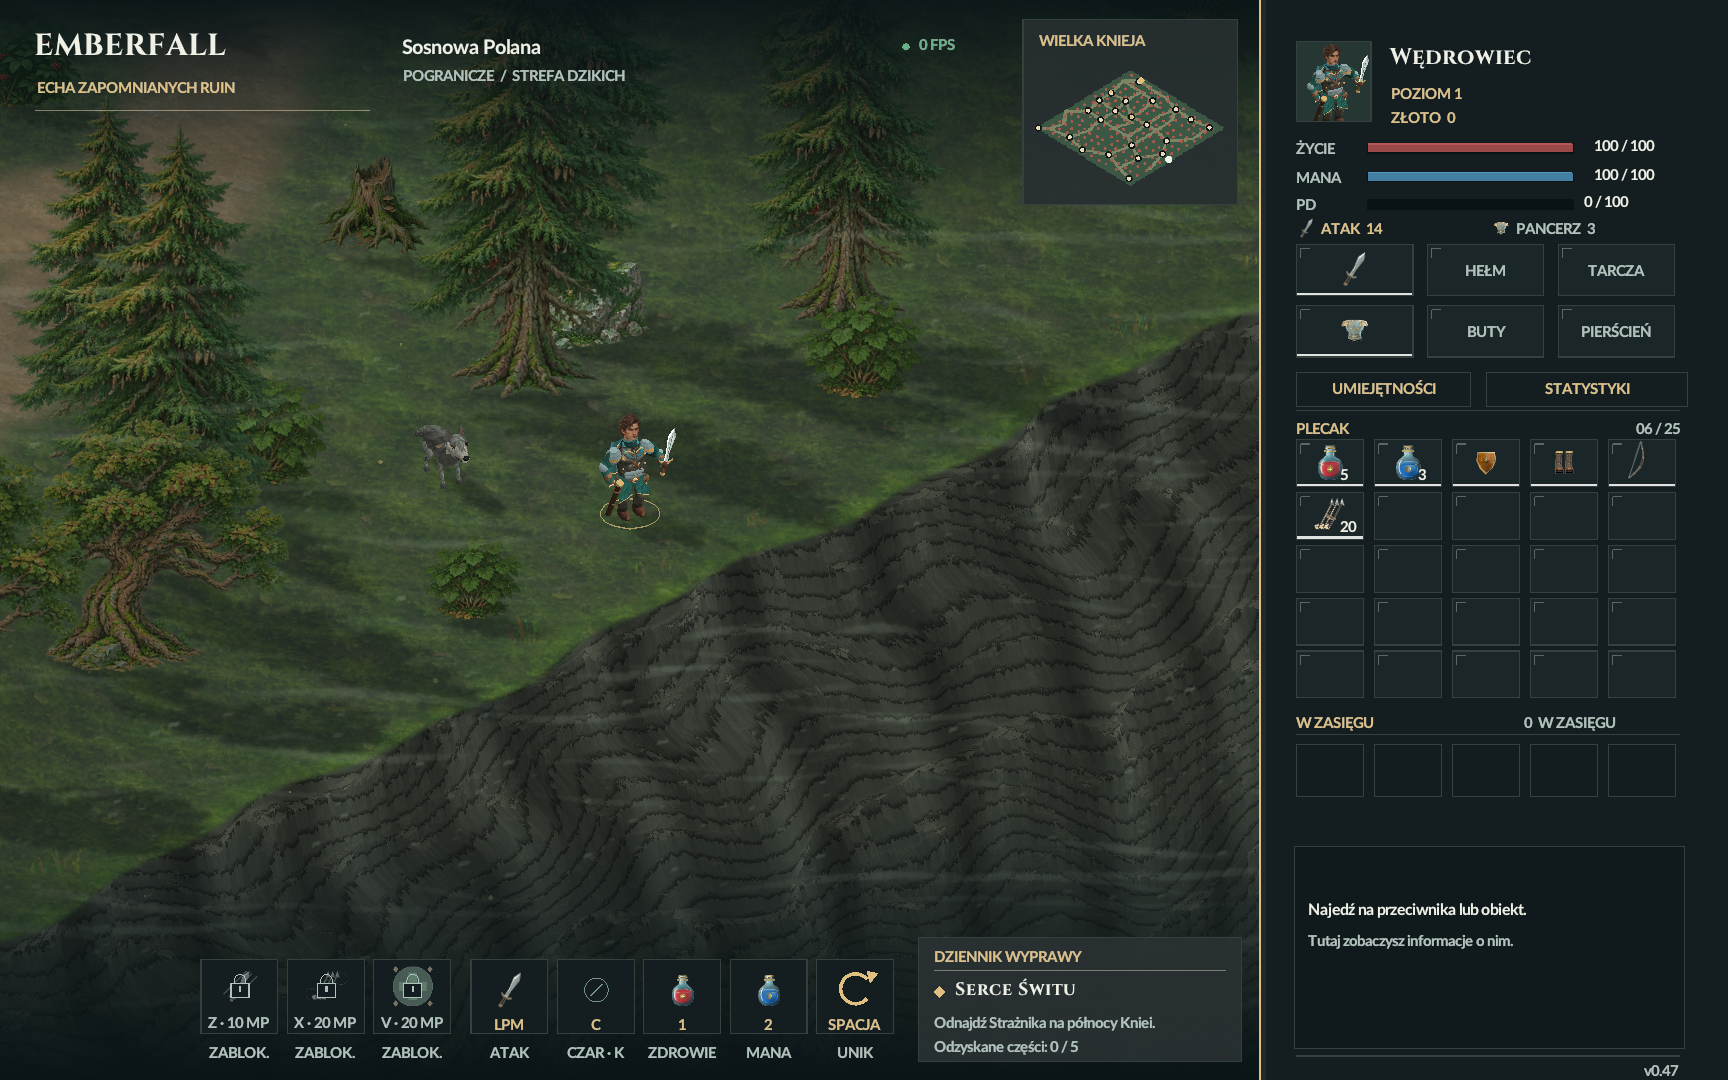 EMBERFALL
ECHA ZAPOMNIANYCH RUIN
Sosnowa Polana
POGRANICZE / STREFA DZIKICH
0 FPS
WIELKA KNIEJA
Wędrowiec
POZIOM 1
ZŁOTO 0
ŻYCIE 100 / 100
MANA 100 / 100
PD 0 / 100
ATAK 14
PANCERZ 3
HEŁM
TARCZA
BUTY
PIERŚCIEŃ
UMIEJĘTNOŚCI
STATYSTYKI
PLECAK 06 / 25
5
3
20
W ZASIĘGU 0 W ZASIĘGU
Najedź na przeciwnika lub obiekt.
Tutaj zobaczysz informacje o nim.
Z · 10 MP
X · 20 MP
V · 20 MP
LPM
C
1
2
SPACJA
ZABLOK.
ZABLOK.
ZABLOK.
ATAK
CZAR · K
ZDROWIE
MANA
UNIK
DZIENNIK WYPRAWY
Serce Świtu
Odnajdź Strażnika na północy Kniei.
Odzyskane części: 0 / 5
v0.47